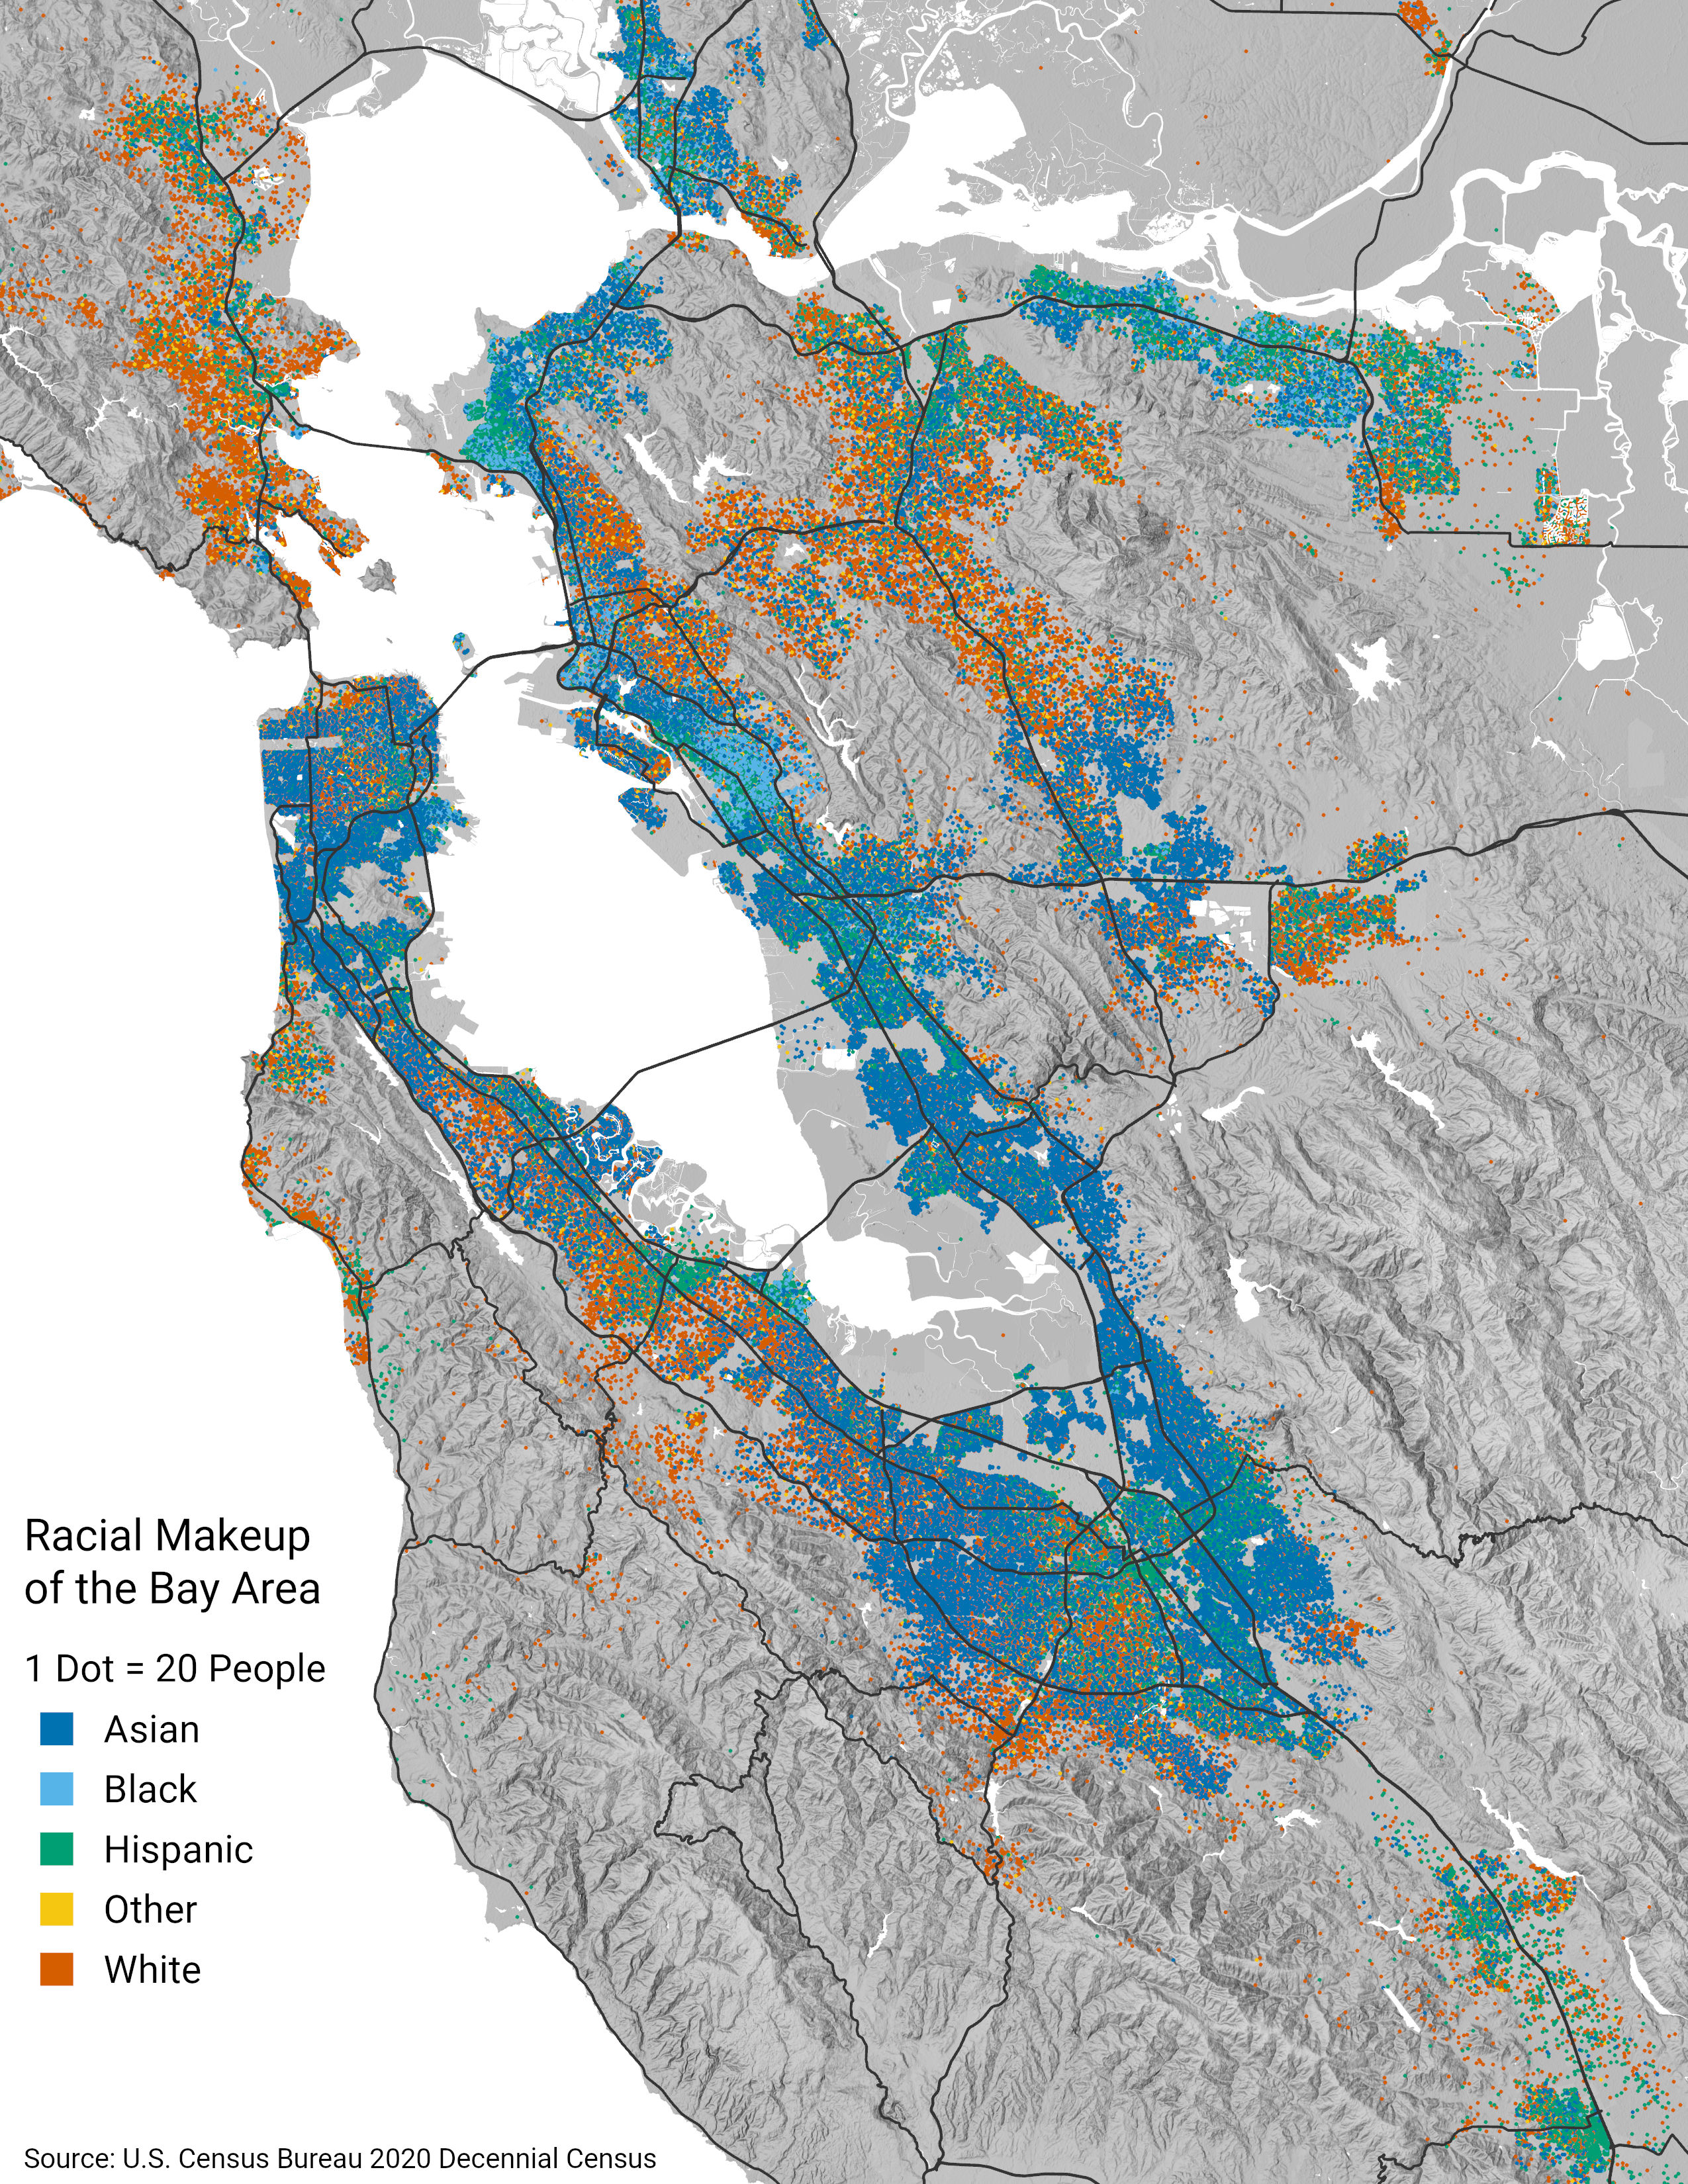 Racial Makeup
of the Bay Area
1 Dot = 20 People
Asian
Black
Hispanic
Other
White
Source: U.S. Census Bureau 2020 Decennial Census